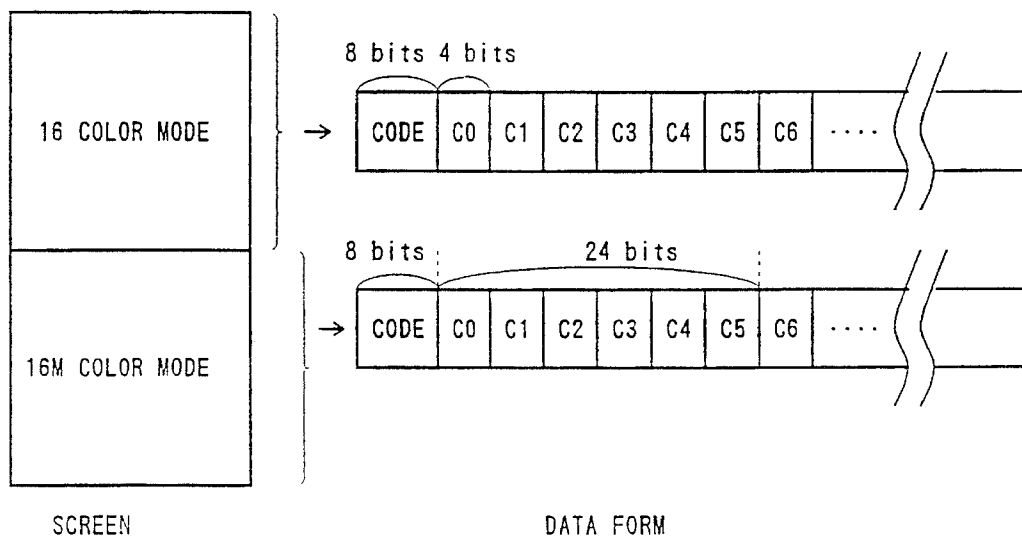 8 bits 4 bits
16 COLOR MODE
CODE C0 C1 C2 C3 C4 C5 C6 ····
8 bits 24 bits
16M COLOR MODE
CODE C0 C1 C2 C3 C4 C5 C6 ····
SCREEN
DATA FORM